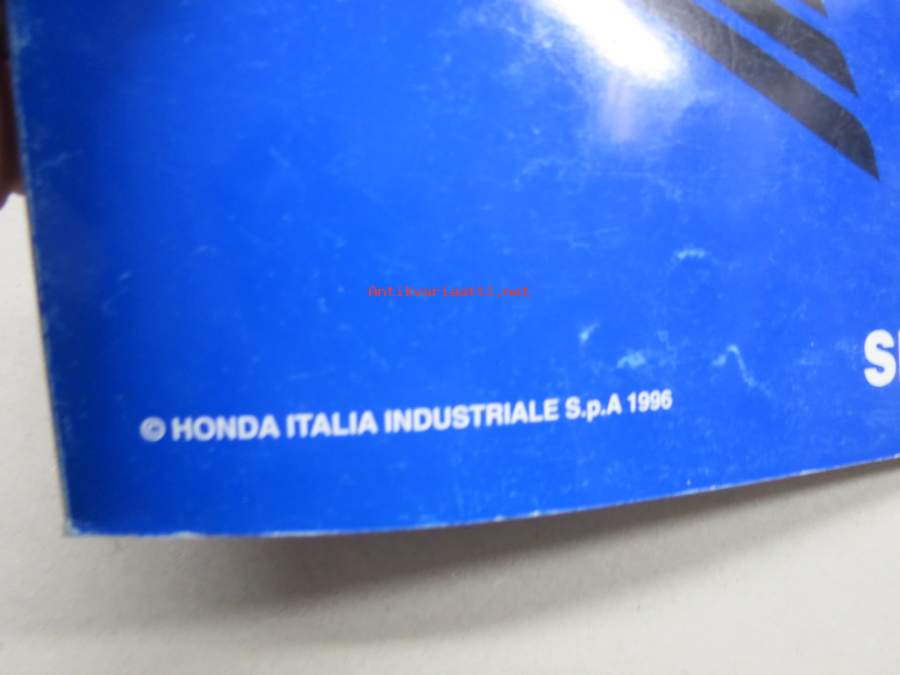 Antikvariaatti.net
© HONDA ITALIA INDUSTRIALE S.p.A 1996